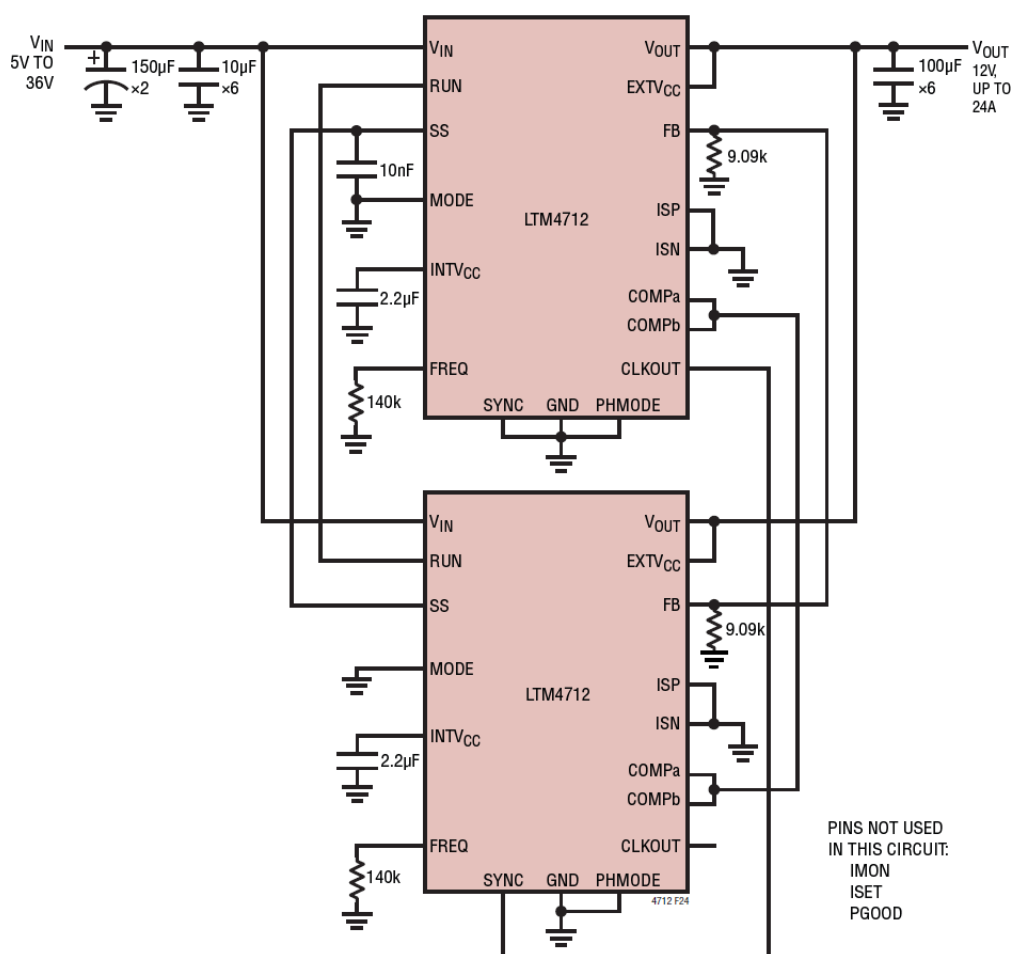 VIN
5V TO
36V
+
150µF
×2
10µF
×6
VIN
RUN
SS
10nF
MODE
INTVCC
2.2µF
FREQ
140k
LTM4712
SYNC GND PHMODE
VOUT
EXTVCC
FB
9.09k
ISP
ISN
COMPa
COMPb
CLKOUT
100µF
×6
VOUT
12V,
UP TO
24A
VIN
RUN
SS
MODE
INTVCC
2.2µF
FREQ
140k
LTM4712
SYNC GND PHMODE
4712 F24
VOUT
EXTVCC
FB
9.09k
ISP
ISN
COMPa
COMPb
CLKOUT
PINS NOT USED
IN THIS CIRCUIT:
IMON
ISET
PGOOD